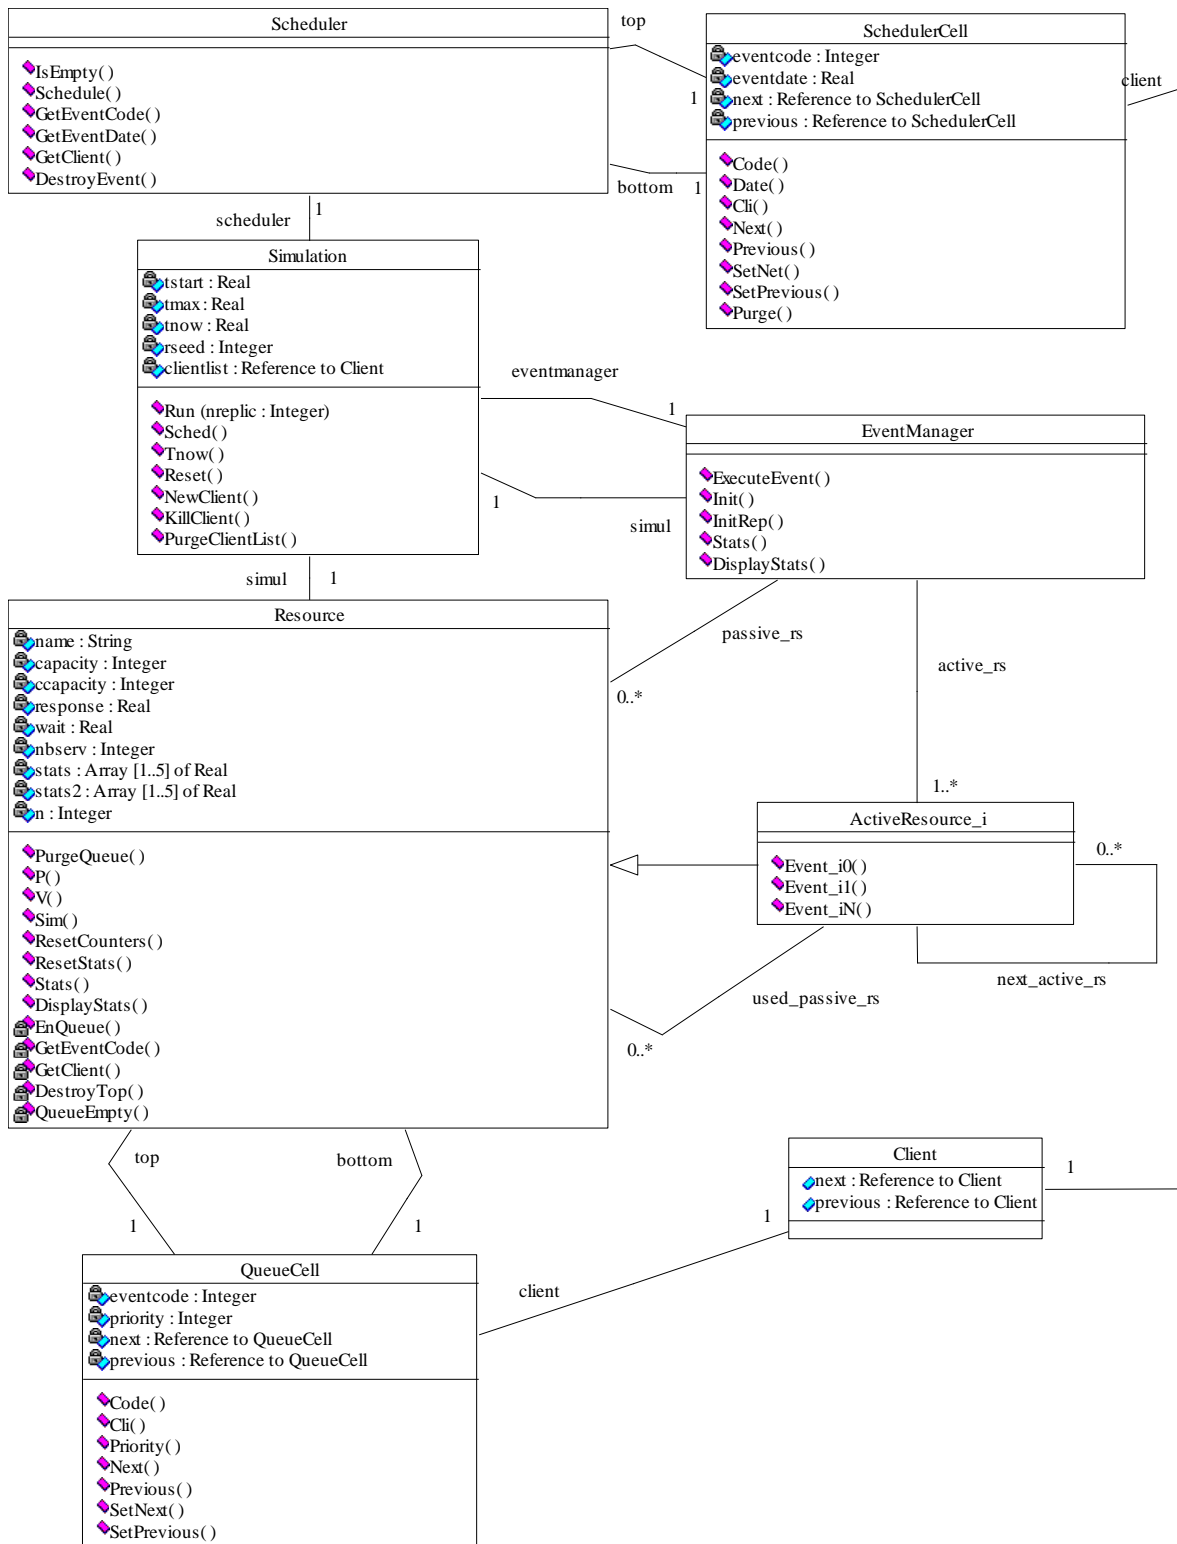 Scheduler
IsEmpty( )
Schedule( )
GetEventCode( )
GetEventDate( )
GetClient( )
DestroyEvent( )
top
1
bottom
1
SchedulerCell
eventcode : Integer
eventdate : Real
next : Reference to SchedulerCell
previous : Reference to SchedulerCell
Code( )
Date( )
Cli( )
Next( )
Previous( )
SetNet( )
SetPrevious( )
Purge( )
client
scheduler
1
Simulation
tstart : Real
tmax : Real
tnow : Real
rseed : Integer
clientlist : Reference to Client
Run (nreplic : Integer)
Sched( )
Tnow( )
Reset( )
NewClient( )
KillClient( )
PurgeClientList( )
eventmanager
1
1
simul
EventManager
ExecuteEvent( )
Init( )
InitRep( )
Stats( )
DisplayStats( )
simul
1
passive_rs
0..*
active_rs
1..*
Resource
name : String
capacity : Integer
ccapacity : Integer
response : Real
wait : Real
nbserv : Integer
stats : Array [1..5] of Real
stats2 : Array [1..5] of Real
n : Integer
PurgeQueue( )
P( )
V( )
Sim( )
ResetCounters( )
ResetStats( )
Stats( )
DisplayStats( )
EnQueue( )
GetEventCode( )
GetClient( )
DestroyTop( )
QueueEmpty( )
ActiveResource_i
Event_i0( )
Event_i1( )
Event_iN( )
0..*
next_active_rs
used_passive_rs
0..*
top
bottom
1
1
Client
next : Reference to Client
previous : Reference to Client
1
1
client
QueueCell
eventcode : Integer
priority : Integer
next : Reference to QueueCell
previous : Reference to QueueCell
Code( )
Cli( )
Priority( )
Next( )
Previous( )
SetNext( )
SetPrevious( )